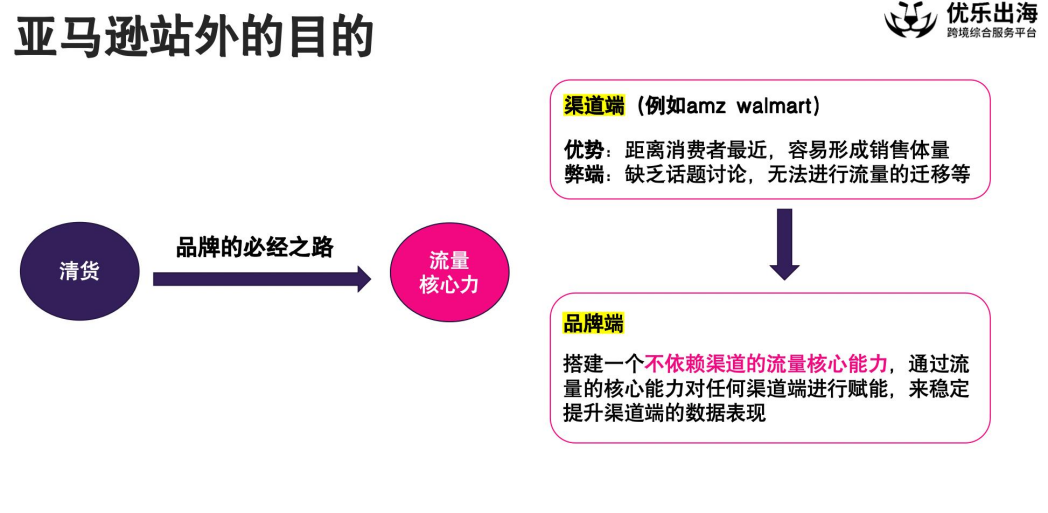 亚马逊站外的目的
优乐出海
跨境综合服务平台
渠道端（例如amz walmart）
优势：距离消费者最近，容易形成销售体量
弊端：缺乏话题讨论，无法进行流量的迁移等
品牌的必经之路
清货
流量
核心力
品牌端
搭建一个不依赖渠道的流量核心能力，通过流
量的核心能力对任何渠道端进行赋能，来稳定
提升渠道端的数据表现